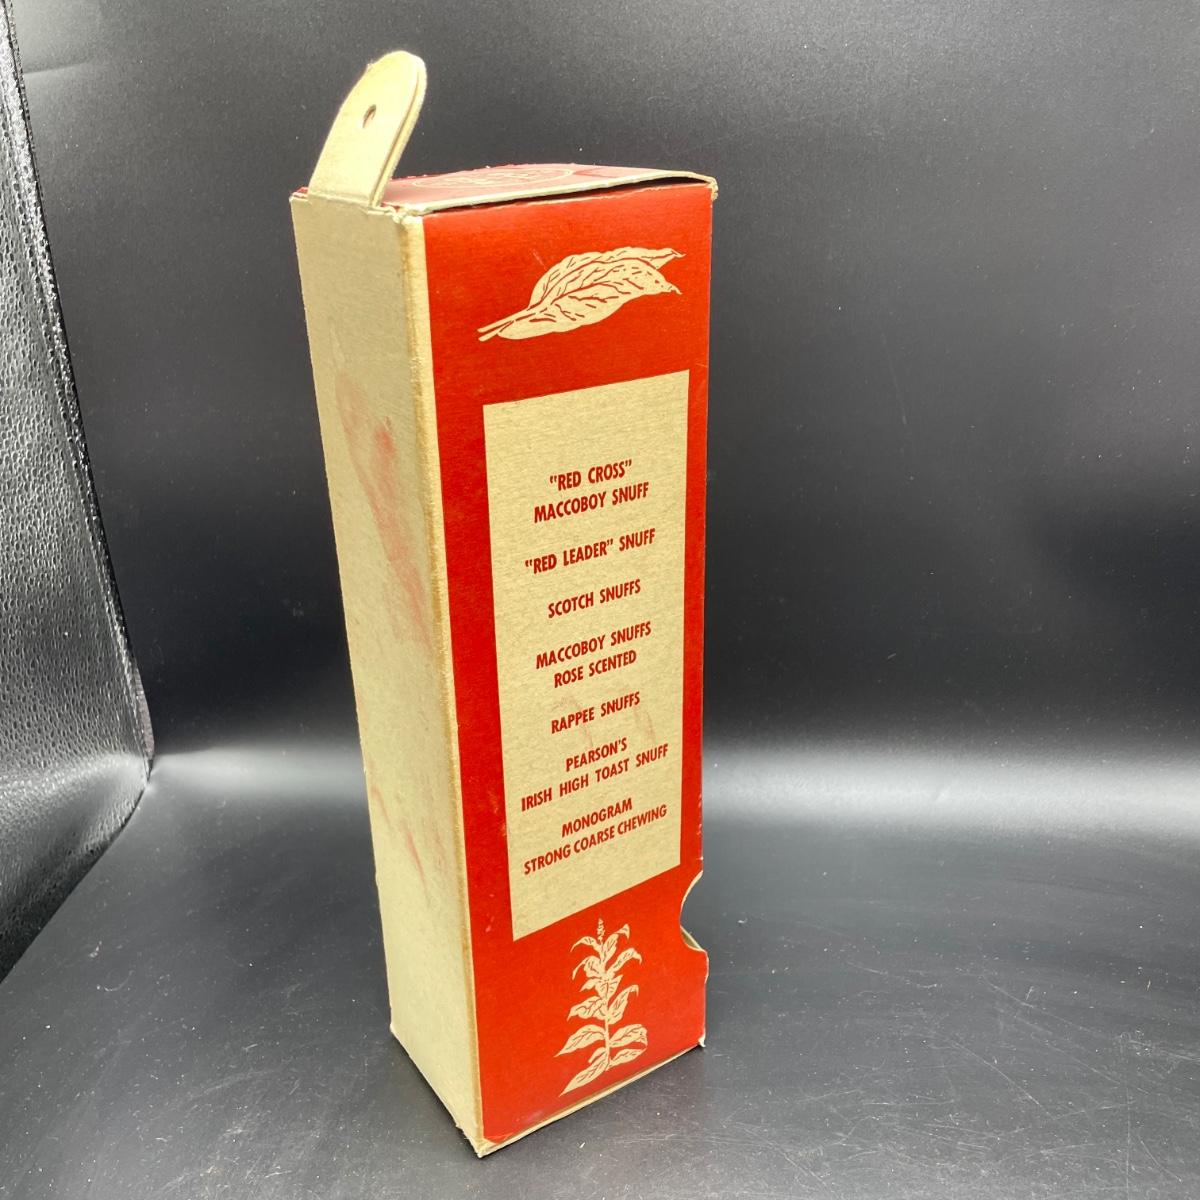 "RED CROSS"
MACCOBOY SNUFF
"RED LEADER" SNUFF
SCOTCH SNUFFS
MACCOBOY SNUFFS
ROSE SCENTED
RAPPEE SNUFFS
PEARSON'S
IRISH HIGH TOAST SNUFF
MONOGRAM
STRONG COARSE CHEWING